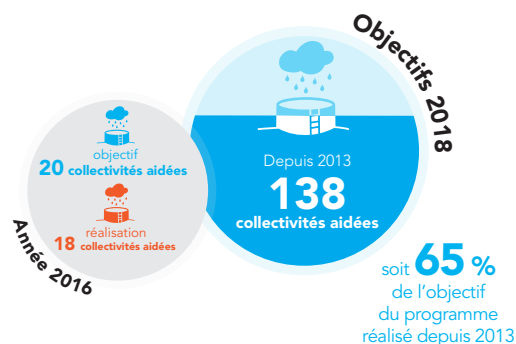 Objectifs 2018
objectif
20 collectivités aidées
réalisation
18 collectivités aidées
Année 2016
Depuis 2013
138
collectivités aidées
soit 65 %
de l'objectif
du programme
réalisé depuis 2013